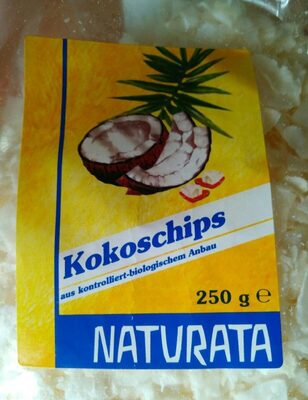 Kokoschips
aus kontrolliert-biologischem Anbau
250 g ℮
NATURATA